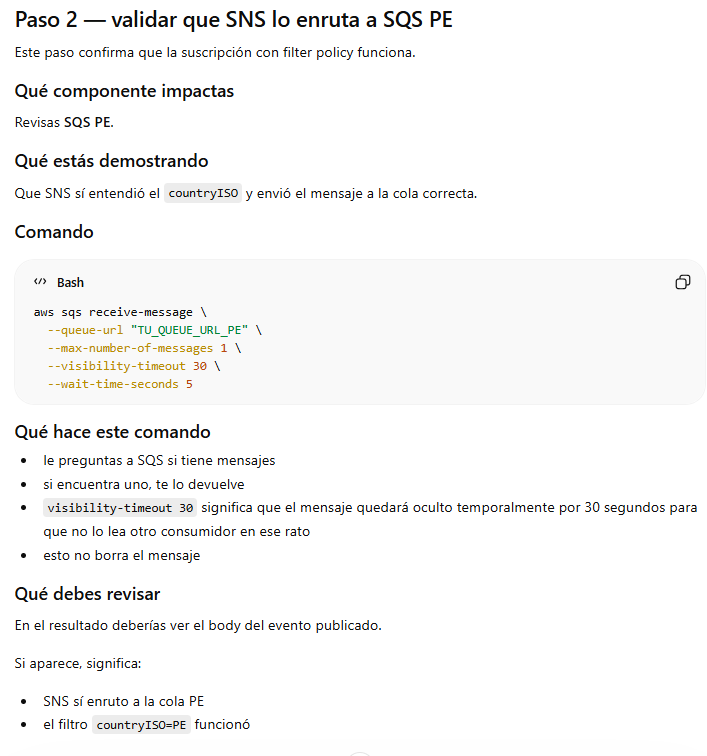 Paso 2 — validar que SNS lo enruta a SQS PE
Este paso confirma que la suscripción con filter policy funciona.
Qué componente impactas
Revisas SQS PE.
Qué estás demostrando
Que SNS sí entendió el countryISO y envió el mensaje a la cola correcta.
Comando
Bash
aws sqs receive-message \
--queue-url "TU_QUEUE_URL_PE" \
--max-number-of-messages 1 \
--visibility-timeout 30 \
--wait-time-seconds 5
Qué hace este comando
le preguntas a SQS si tiene mensajes
si encuentra uno, te lo devuelve
visibility-timeout 30 significa que el mensaje quedará oculto temporalmente por 30 segundos para
que no lo lea otro consumidor en ese rato
esto no borra el mensaje
Qué debes revisar
En el resultado deberías ver el body del evento publicado.
Si aparece, significa:
SNS sí enruto a la cola PE
el filtro countryISO=PE funcionó